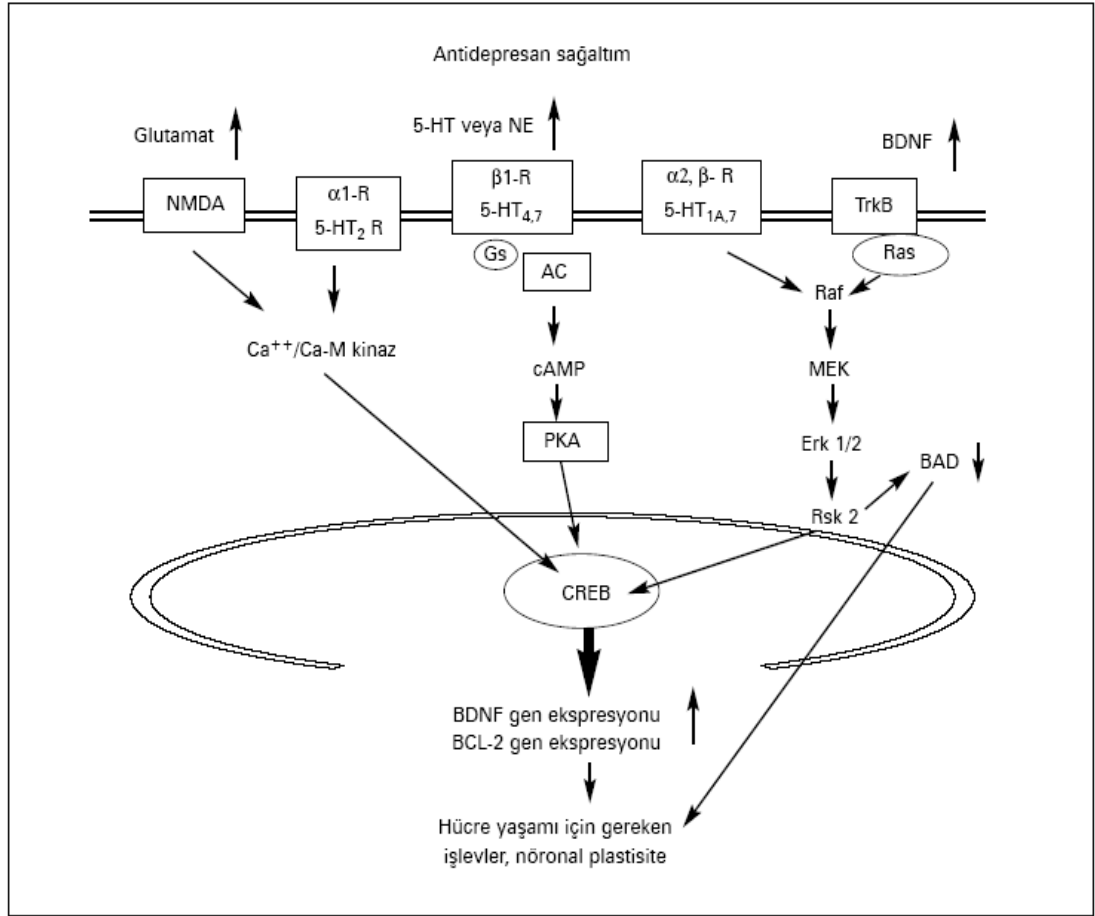 Antidepresan sağaltım
Glutamat
5-HT veya NE
BDNF
NMDA
α1-R
5-HT₂ R
β1-R
5-HT₄,₇
α2, β- R
5-HT₁A,₇
TrkB
Gs
AC
Ras
Raf
Ca⁺⁺/Ca-M kinaz
cAMP
MEK
PKA
Erk 1/2
BAD
Rsk 2
CREB
BDNF gen ekspresyonu
BCL-2 gen ekspresyonu
Hücre yaşamı için gereken
işlevler, nöronal plastisite